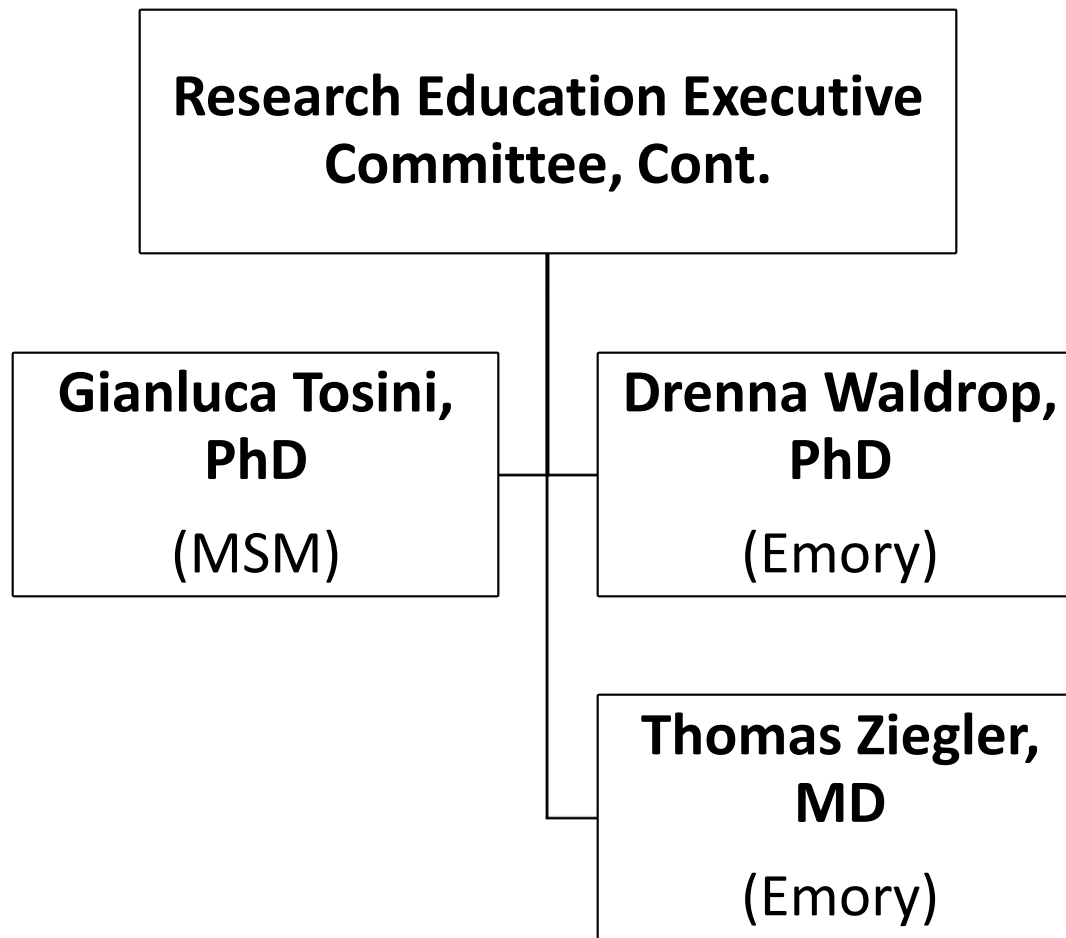 Research Education Executive
Committee, Cont.
Gianluca Tosini,
PhD
(MSM)
Drenna Waldrop,
PhD
(Emory)
Thomas Ziegler,
MD
(Emory)